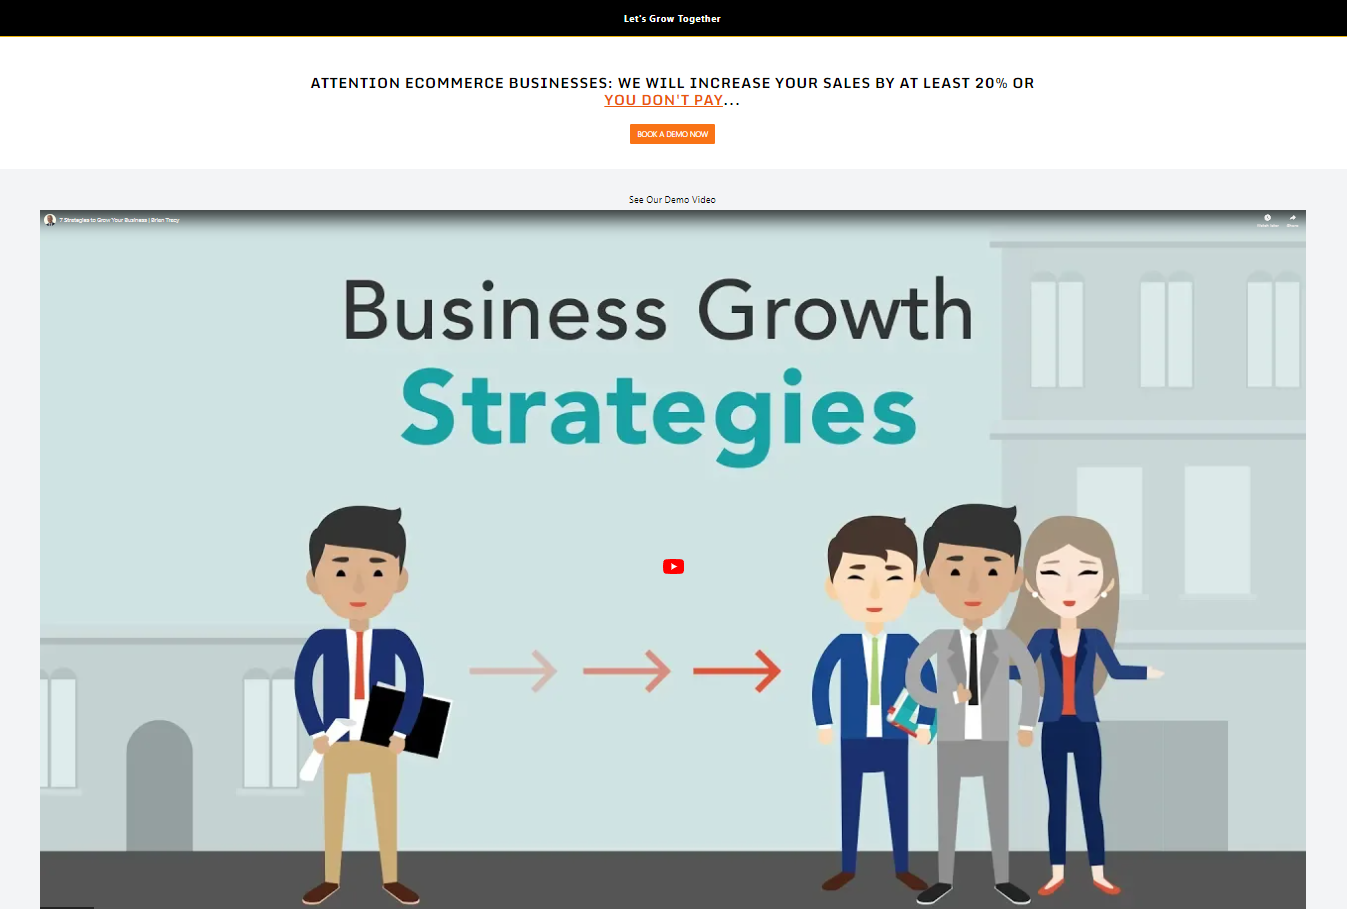 Let's Grow Together
ATTENTION ECOMMERCE BUSINESSES: WE WILL INCREASE YOUR SALES BY AT LEAST 20% OR
YOU DON'T PAY...
BOOK A DEMO NOW
See Our Demo Video
7 Strategies to Grow Your Business | Brian Tracy
Watch later
Share
Business Growth
Strategies